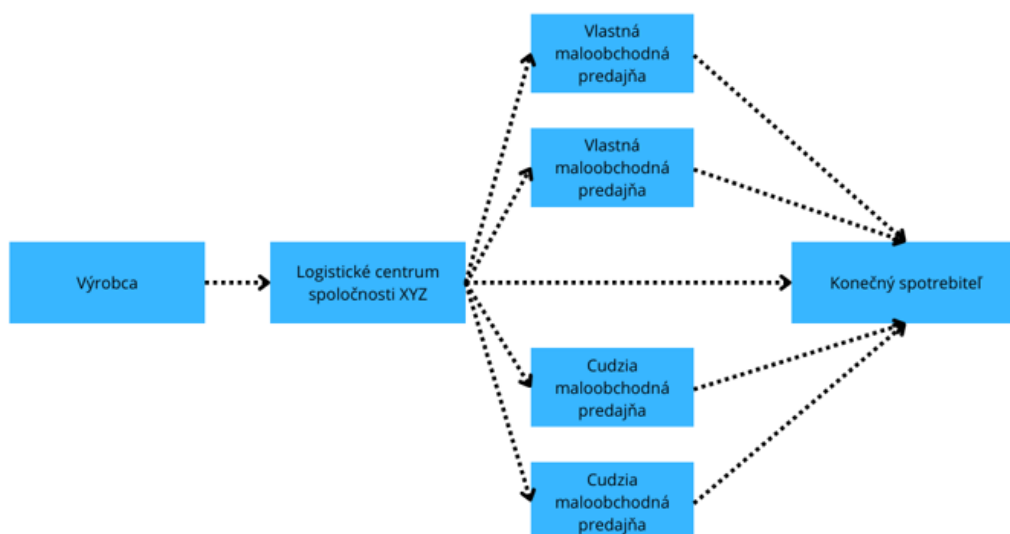 Vlastná
maloobchodná
predajňa
Vlastná
maloobchodná
predajňa
Výrobca
Logistické centrum
spoločnosti XYZ
Konečný spotrebiteľ
Cudzia
maloobchodná
predajňa
Cudzia
maloobchodná
predajňa